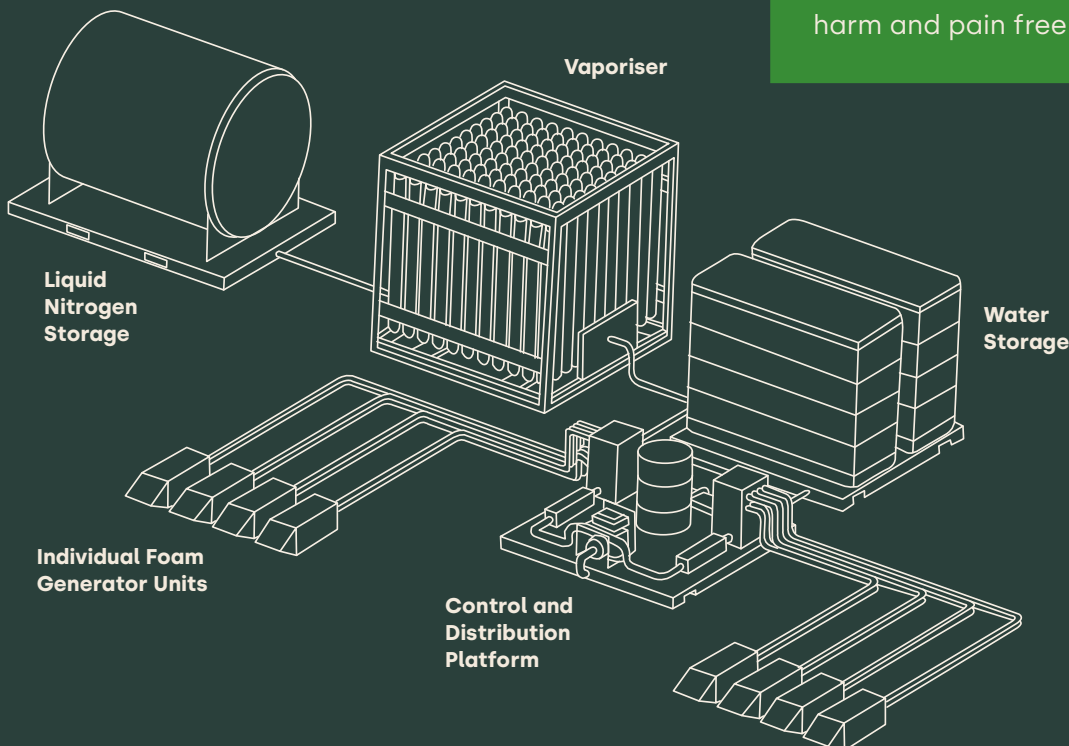 harm and pain free
Vaporiser
Liquid
Nitrogen
Storage
Water
Storage
Individual Foam
Generator Units
Control and
Distribution
Platform